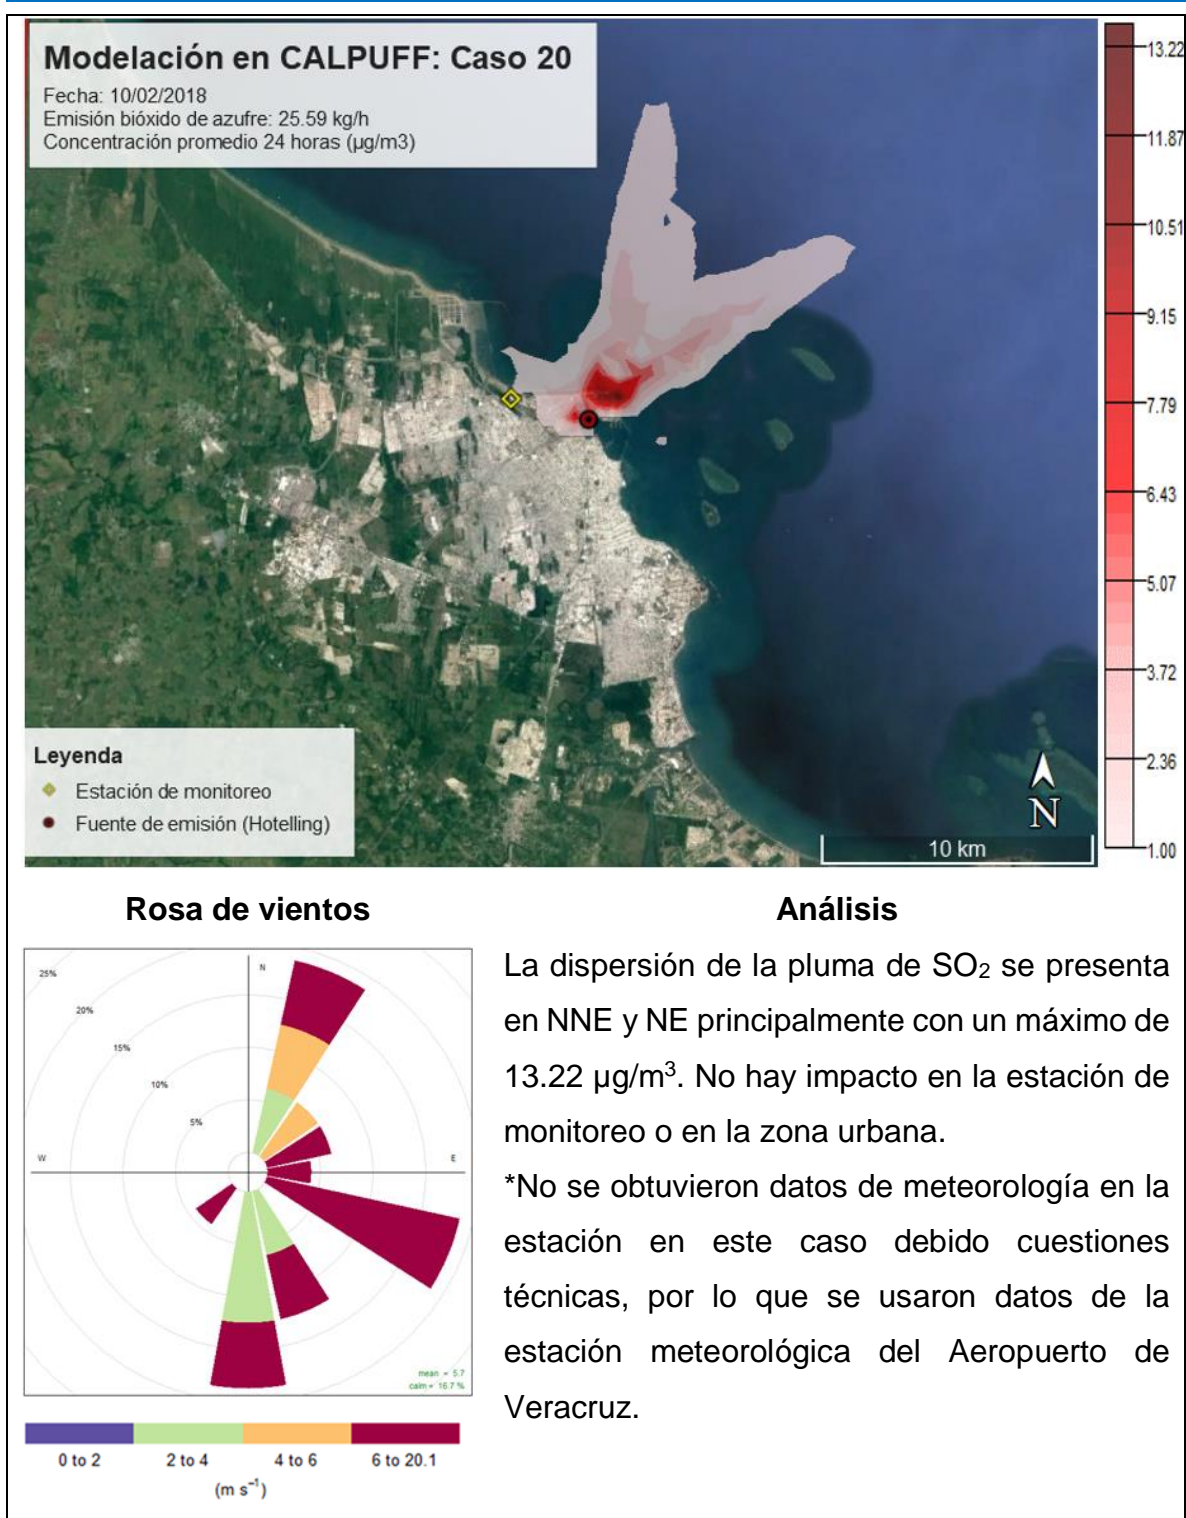 Modelación en CALPUFF: Caso 20
Fecha: 10/02/2018
Emisión bióxido de azufre: 25.59 kg/h
Concentración promedio 24 horas (µg/m3)
13.22
11.87
10.51
9.15
7.79
6.43
5.07
3.72
2.36
1.00
Leyenda
Estación de monitoreo
Fuente de emisión (Hotelling)
N
10 km
Rosa de vientos
25%
20%
15%
10%
5%
N
W
E
mean = 5.7
calm = 16.7 %
0 to 2
2 to 4
4 to 6
6 to 20.1
(m s⁻¹)
Análisis
La dispersión de la pluma de SO₂ se presenta
en NNE y NE principalmente con un máximo de
13.22 µg/m³. No hay impacto en la estación de
monitoreo o en la zona urbana.
*No se obtuvieron datos de meteorología en la
estación en este caso debido cuestiones
técnicas, por lo que se usaron datos de la
estación meteorológica del Aeropuerto de
Veracruz.